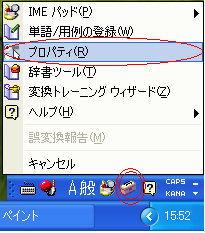 IME パッド(P)
単語/用例の登録(W)
プロパティ(R)
辞書ツール(T)
変換トレーニング ウィザード(Z)
ヘルプ(H)
誤変換報告(M)
キャンセル
A 般 CAPS
KANA
ペイント 15:52